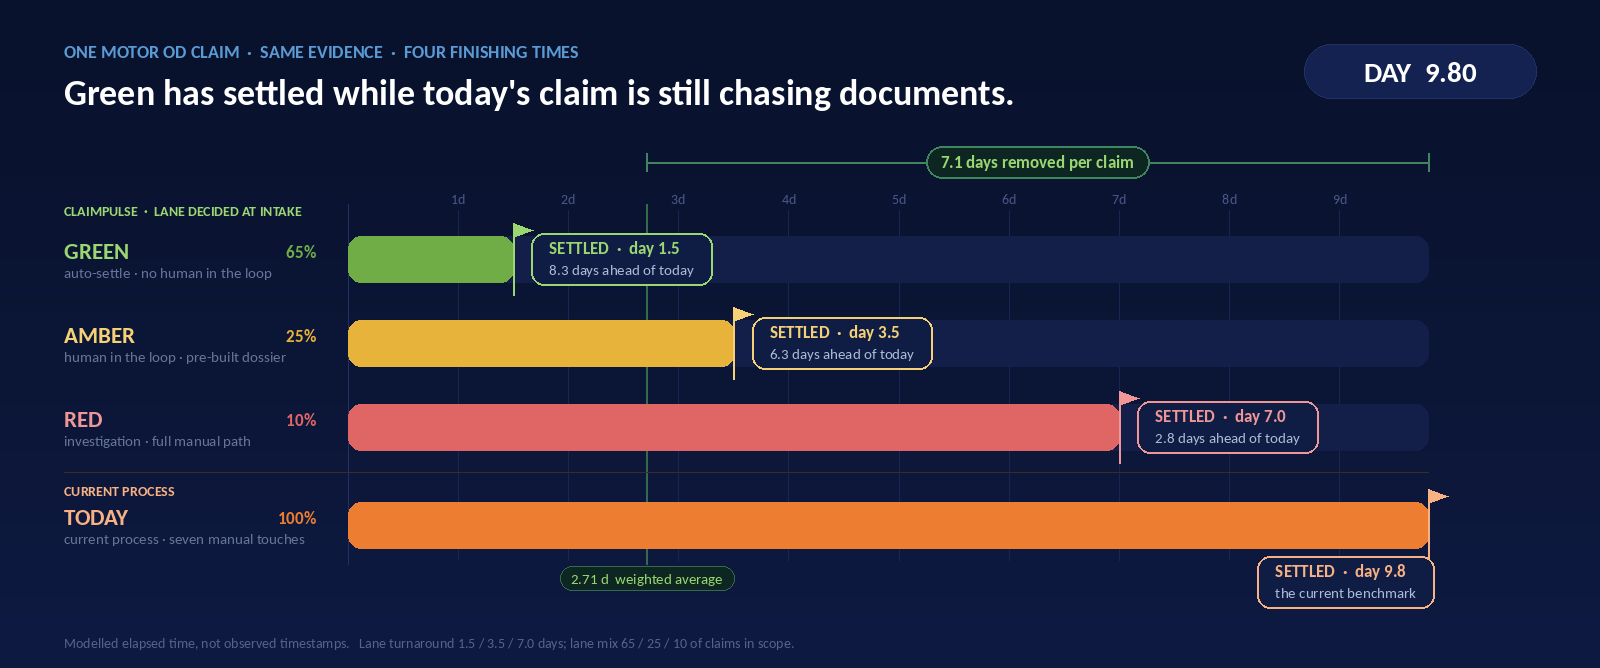 ONE MOTOR OD CLAIM · SAME EVIDENCE · FOUR FINISHING TIMES
DAY 9.80
Green has settled while today's claim is still chasing documents.
7.1 days removed per claim
1d 2d 3d 4d 5d 6d 7d 8d 9d
CLAIMPULSE · LANE DECIDED AT INTAKE
GREEN 65%
auto-settle · no human in the loop
SETTLED · day 1.5
8.3 days ahead of today
AMBER 25%
human in the loop · pre-built dossier
SETTLED · day 3.5
6.3 days ahead of today
RED 10%
investigation · full manual path
SETTLED · day 7.0
2.8 days ahead of today
CURRENT PROCESS
TODAY 100%
current process · seven manual touches
SETTLED · day 9.8
the current benchmark
2.71 d weighted average
Modelled elapsed time, not observed timestamps. Lane turnaround 1.5 / 3.5 / 7.0 days; lane mix 65 / 25 / 10 of claims in scope.